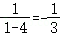 1/(1-4) = -1/3